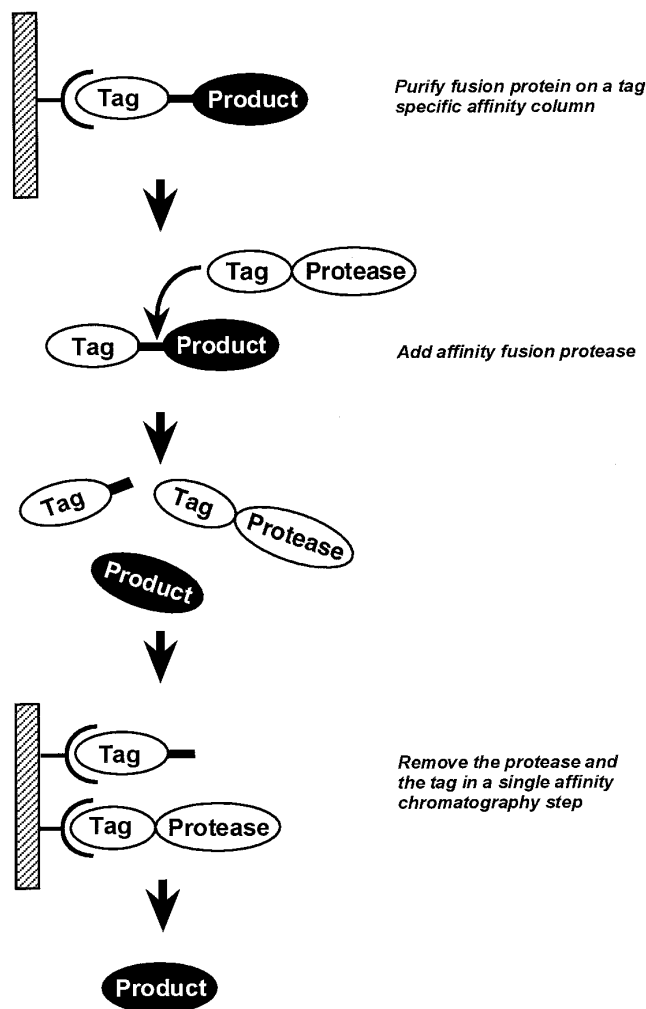 Tag Product
Purify fusion protein on a tag
specific affinity column
Tag Protease
Tag Product
Add affinity fusion protease
Tag Tag Protease
Product
Tag
Tag Protease
Remove the protease and
the tag in a single affinity
chromatography step
Product